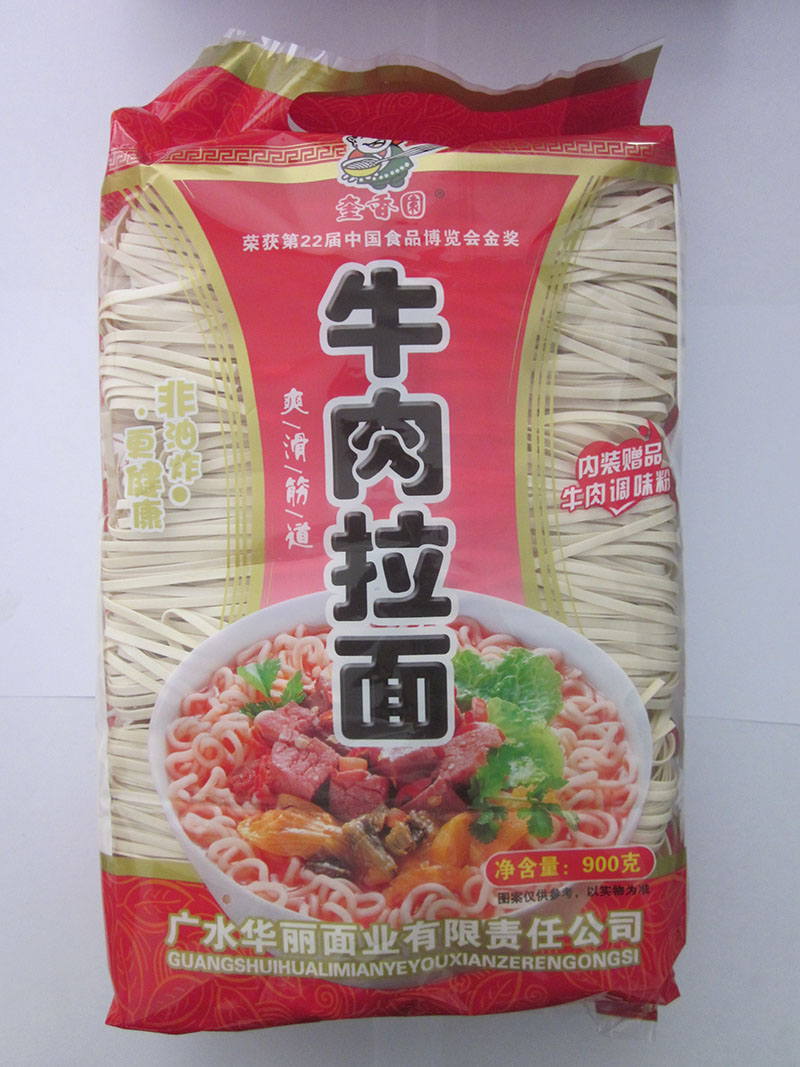 奎香园®
荣获第22届中国食品博览会金奖
牛肉拉面
爽/滑/筋/道
非油炸
·更健康
内装赠品
牛肉调味粉
净含量：900克
图案仅供参考，以实物为准
广水华丽面业有限责任公司
GUANGSHUIHUALIMIANYEYOUXIANZERENGONGSI